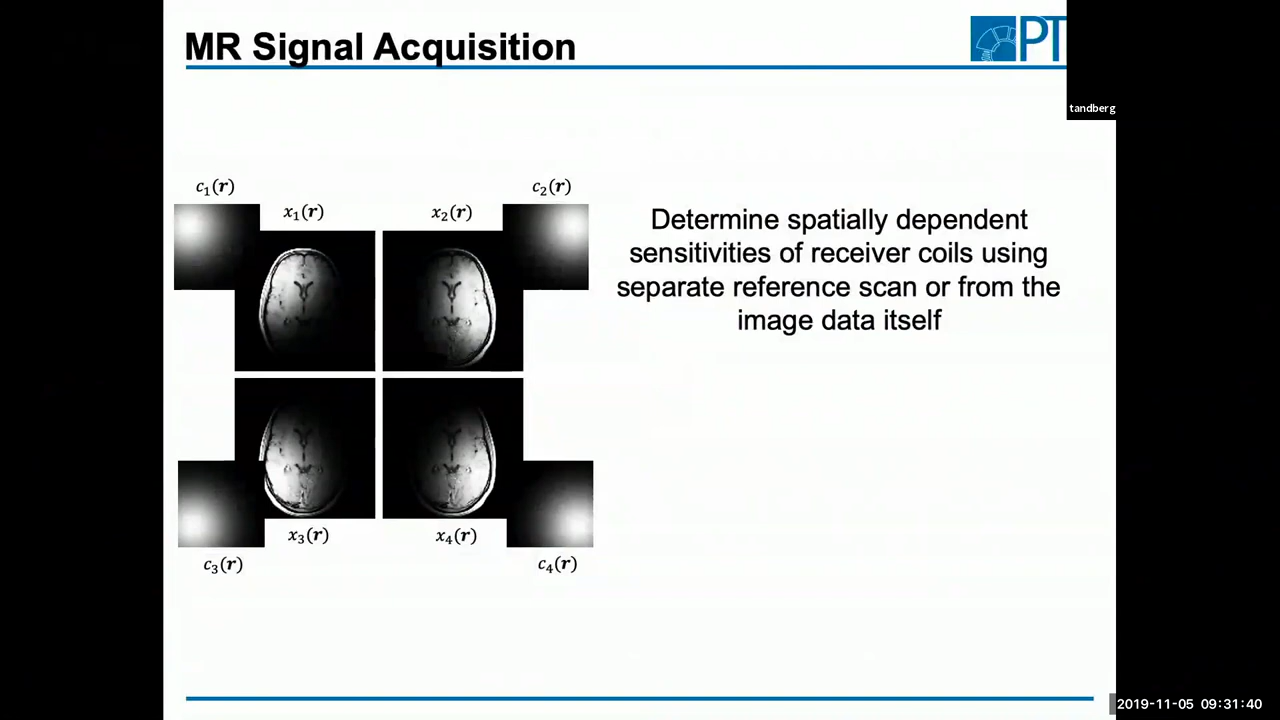 MR Signal Acquisition
PT
tandberg
c₁(r)
c₂(r)
x₁(r)
x₂(r)
Determine spatially dependent
sensitivities of receiver coils using
separate reference scan or from the
image data itself
x₃(r)
x₄(r)
c₃(r)
c₄(r)
2019-11-05 09:31:40